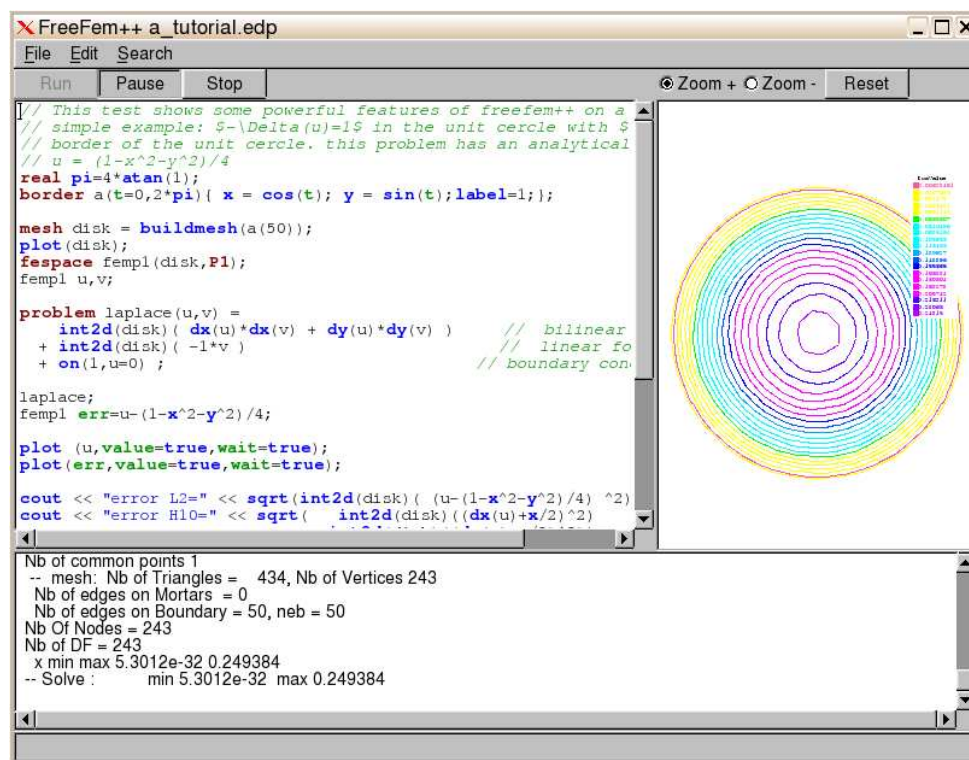 FreeFem++ a_tutorial.edp
File Edit Search
Run Pause Stop Zoom + Zoom - Reset
// This test shows some powerful features of freefem++ on a
// simple example: $-\Delta(u)=1$ in the unit cercle with $
// border of the unit cercle. this problem has an analytical
// u = (1-x^2-y^2)/4
real pi=4*atan(1);
border a(t=0,2*pi){ x = cos(t); y = sin(t);label=1;};
mesh disk = buildmesh(a(50));
plot(disk);
fespace femp1(disk,P1);
femp1 u,v;
problem laplace(u,v) =
int2d(disk)( dx(u)*dx(v) + dy(u)*dy(v) ) // bilinear
+ int2d(disk)( -1*v ) // linear fo
+ on(1,u=0) ; // boundary con
laplace;
femp1 err=u-(1-x^2-y^2)/4;
plot (u,value=true,wait=true);
plot(err,value=true,wait=true);
cout << "error L2=" << sqrt(int2d(disk)( (u-(1-x^2-y^2)/4) ^2)
cout << "error H10=" << sqrt( int2d(disk)((dx(u)+x/2)^2)
IsoValue
Nb of common points 1
-- mesh: Nb of Triangles = 434, Nb of Vertices 243
Nb of edges on Mortars = 0
Nb of edges on Boundary = 50, neb = 50
Nb Of Nodes = 243
Nb of DF = 243
x min max 5.3012e-32 0.249384
-- Solve : min 5.3012e-32 max 0.249384